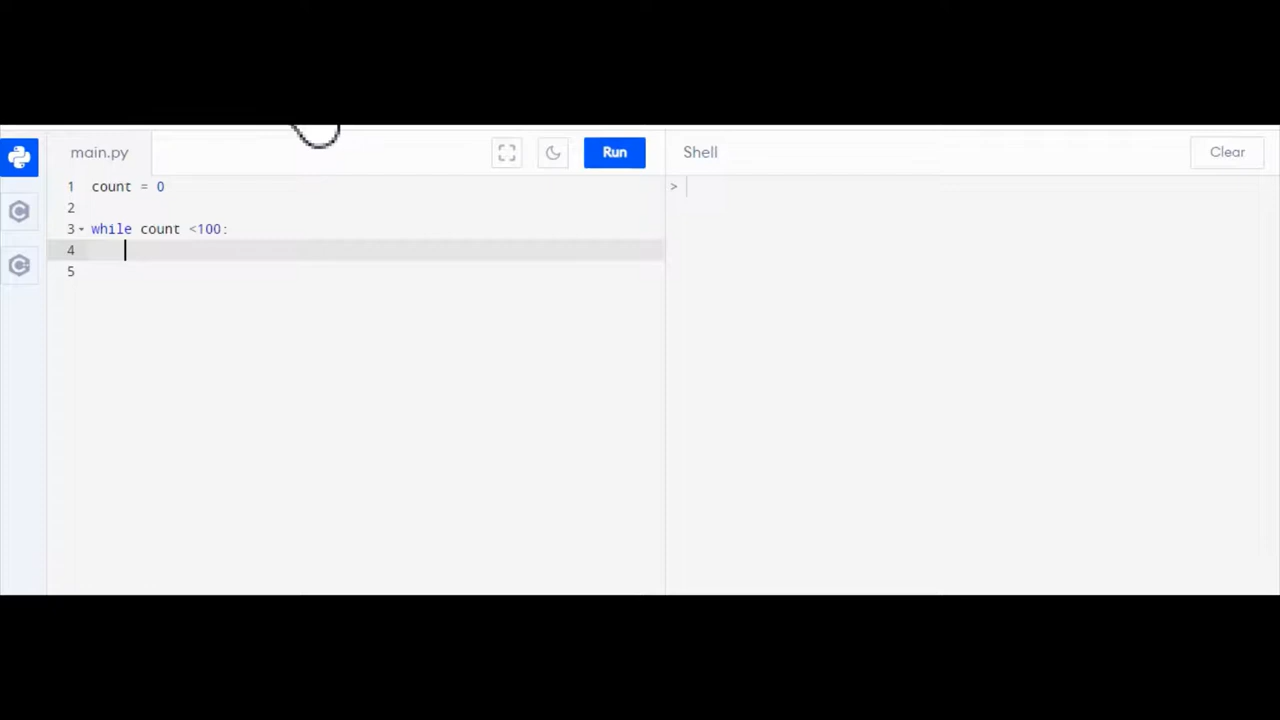 main.py
Run
Shell
Clear
1 count = 0
2
3 while count <100:
4
5
>